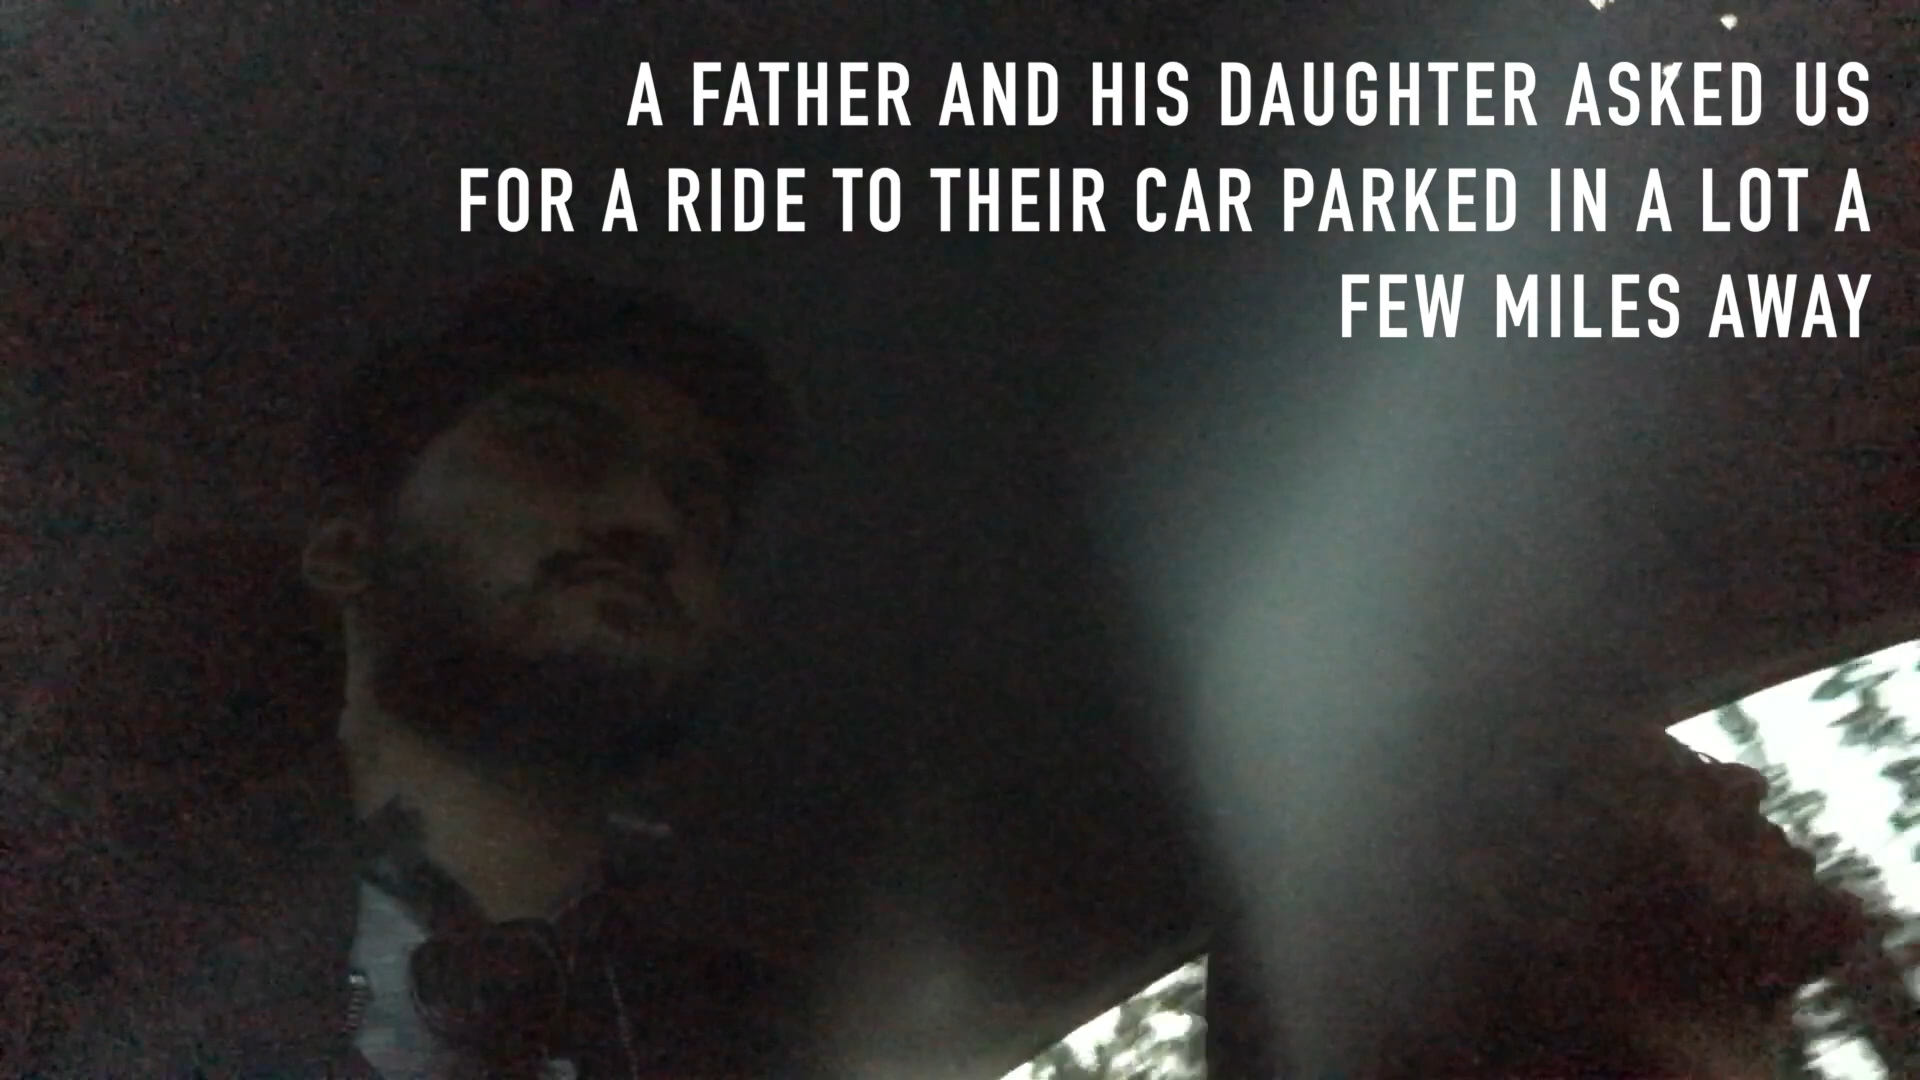 A FATHER AND HIS DAUGHTER ASKED US
FOR A RIDE TO THEIR CAR PARKED IN A LOT A
FEW MILES AWAY